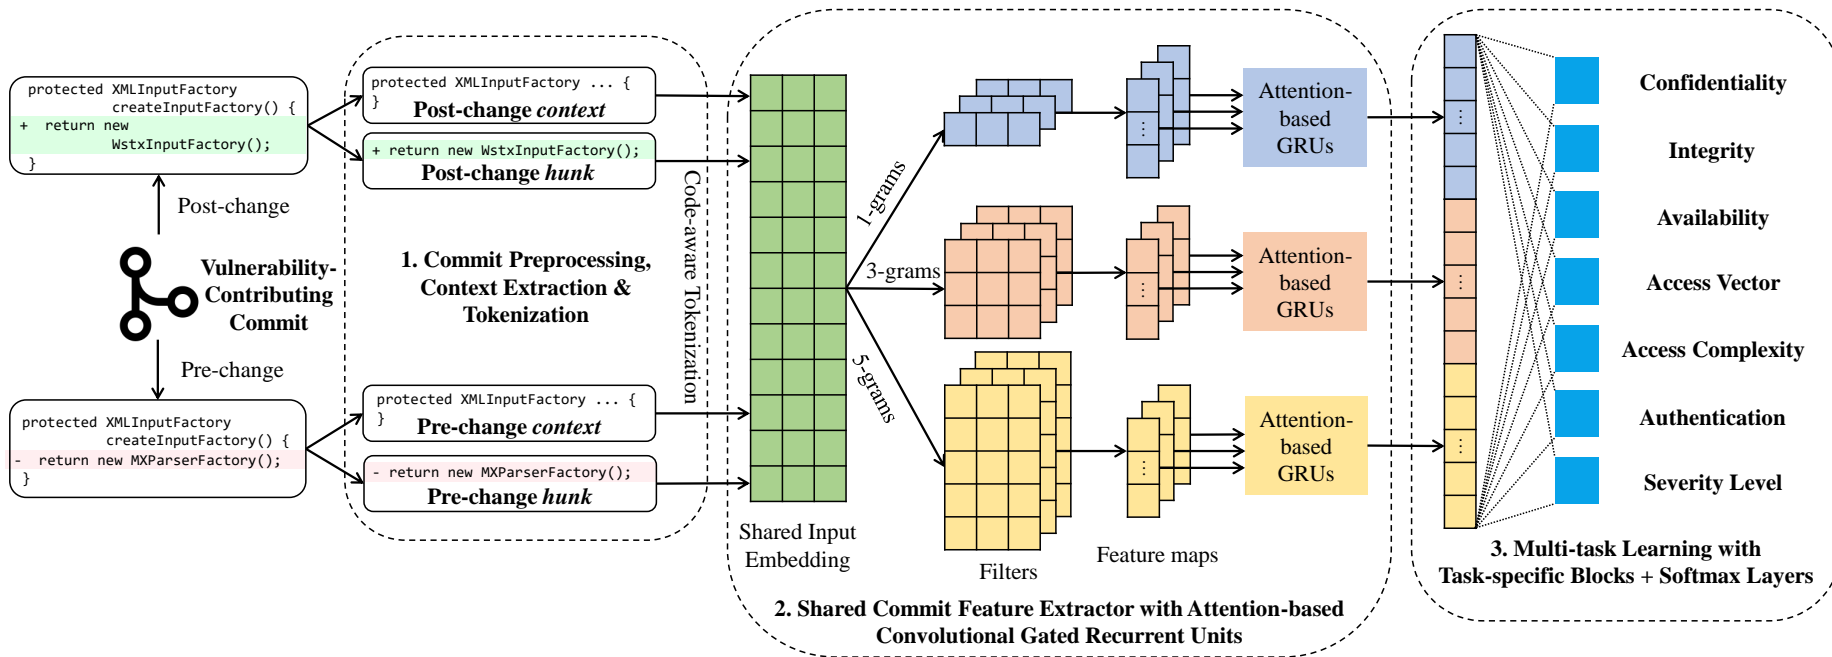 protected XMLInputFactory
createInputFactory() {
+ return new
WstxInputFactory();
}
Post-change
Vulnerability-
Contributing
Commit
Pre-change
protected XMLInputFactory
createInputFactory() {
- return new MXParserFactory();
}
protected XMLInputFactory ... {
}
Post-change context
+ return new WstxInputFactory();
Post-change hunk
1. Commit Preprocessing,
Context Extraction &
Tokenization
Code-aware Tokenization
protected XMLInputFactory ... {
}
Pre-change context
- return new MXParserFactory();
Pre-change hunk
Shared Input
Embedding
1-grams
3-grams
5-grams
Filters
...
...
...
Feature maps
Attention-
based
GRUs
Attention-
based
GRUs
Attention-
based
GRUs
2. Shared Commit Feature Extractor with Attention-based
Convolutional Gated Recurrent Units
...
...
...
Confidentiality
Integrity
Availability
Access Vector
Access Complexity
Authentication
Severity Level
3. Multi-task Learning with
Task-specific Blocks + Softmax Layers